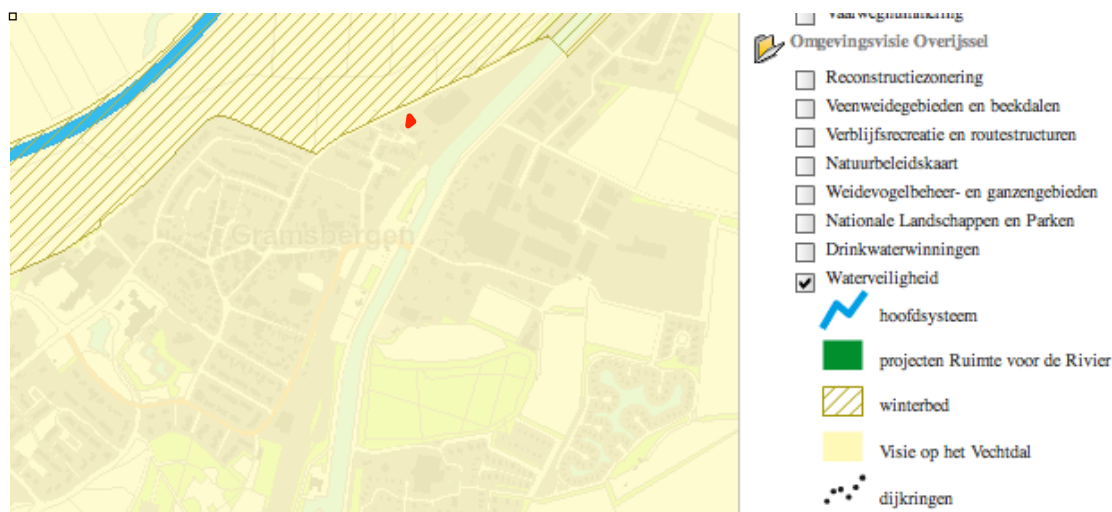 Gramsbergen
Vaarwegnummering
Omgevingsvisie Overijssel
Reconstructiezonering
Veenweidegebieden en beekdalen
Verblijfsrecreatie en routestructuren
Natuurbeleidskaart
Weidevogelbeheer- en ganzengebieden
Nationale Landschappen en Parken
Drinkwaterwinningen
Waterveiligheid
hoofdsysteem
projecten Ruimte voor de Rivier
winterbed
Visie op het Vechtdal
dijkringen